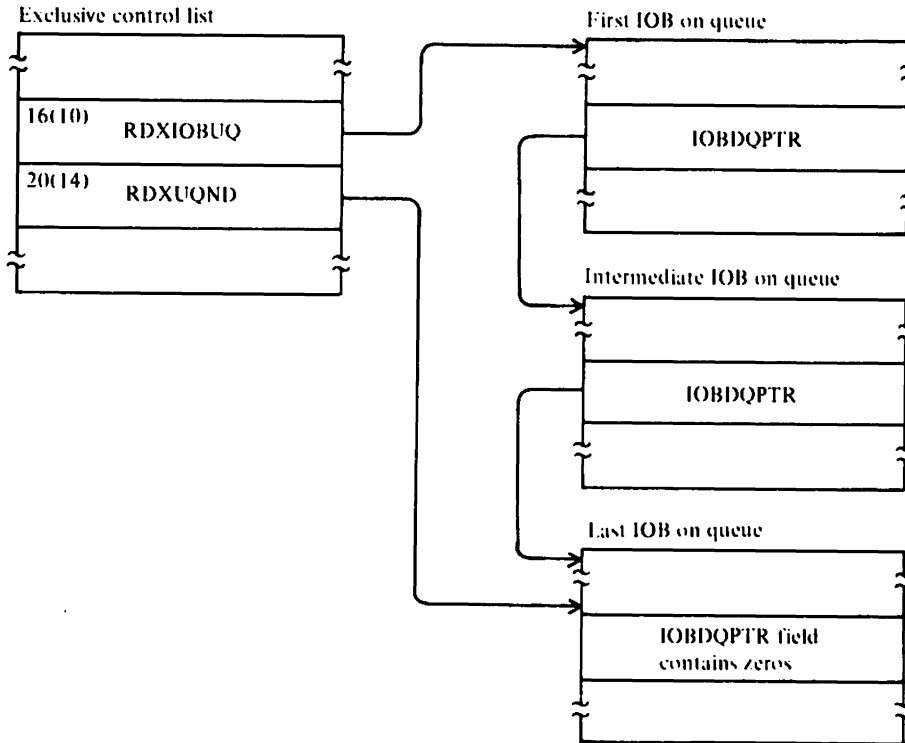 Exclusive control list
16(10)
RDXIOBUQ
20(14)
RDXUQND
First IOB on queue
IOBDQPTR
Intermediate IOB on queue
IOBDQPTR
Last IOB on queue
IOBDQPTR field
contains zeros